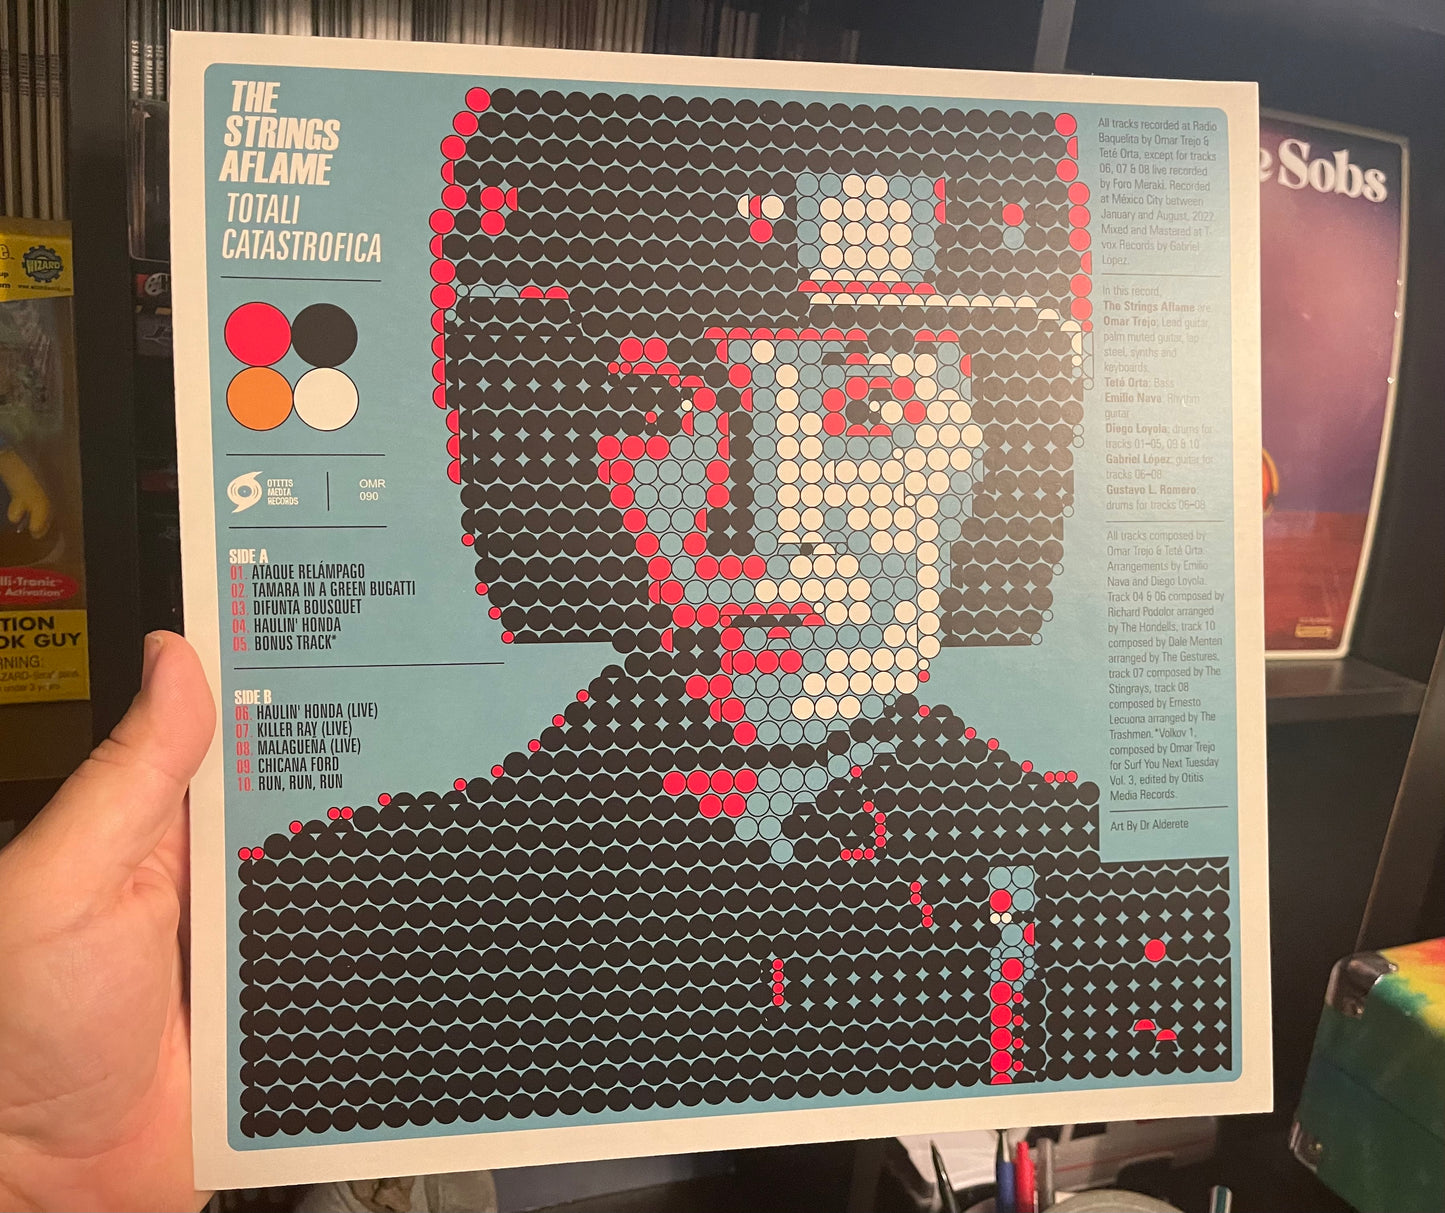 THE
STRINGS
AFLAME
TOTALI
CATASTROFICA
OTITIS
MEDIA
RECORDS
OMR
090
SIDE A
01. ATAQUE RELÁMPAGO
02. TAMARA IN A GREEN BUGATTI
03. DIFUNTA BOUSQUET
04. HAULIN' HONDA
05. BONUS TRACK*
SIDE B
06. HAULIN' HONDA (LIVE)
07. KILLER RAY (LIVE)
08. MALAGUENA (LIVE)
09. CHICANA FORD
10. RUN, RUN, RUN
All tracks recorded at Radio
Baquelita by Omar Trejo &
Teté Orta, except for tracks
06, 07 & 08 live recorded
by Foro Meraki. Recorded
at México City between
January and August, 2022.
Mixed and Mastered at T-
vox Records by Gabriel
López.
In this record,
The Strings Aflame are
Omar Trejo: Lead guitar,
palm muted guitar, lap
steel, synths and
keyboards.
Teté Orta: Bass
Emilio Nava: Rhythm
guitar
Diego Loyola: drums for
tracks 01–05, 09 & 10
Gabriel López: guitar for
tracks 06–08
Gustavo L. Romero:
drums for tracks 06–08
All tracks composed by
Omar Trejo & Teté Orta.
Arrangements by Emilio
Nava and Diego Loyola.
Track 04 & 06 composed by
Richard Podolor arranged
by The Hondells, track 10
composed by Dale Menten
arranged by The Gestures,
track 07 composed by The
Stingrays, track 08
composed by Ernesto
Lecuona arranged by The
Trashmen. *Volkov 1,
composed by Omar Trejo
for Surf You Next Tuesday
Vol. 3, edited by Otitis
Media Records.
Art By Dr Alderete
e Sobs
WIZARD
lli-Tronic
Activation
TION
OK GUY
RNING: